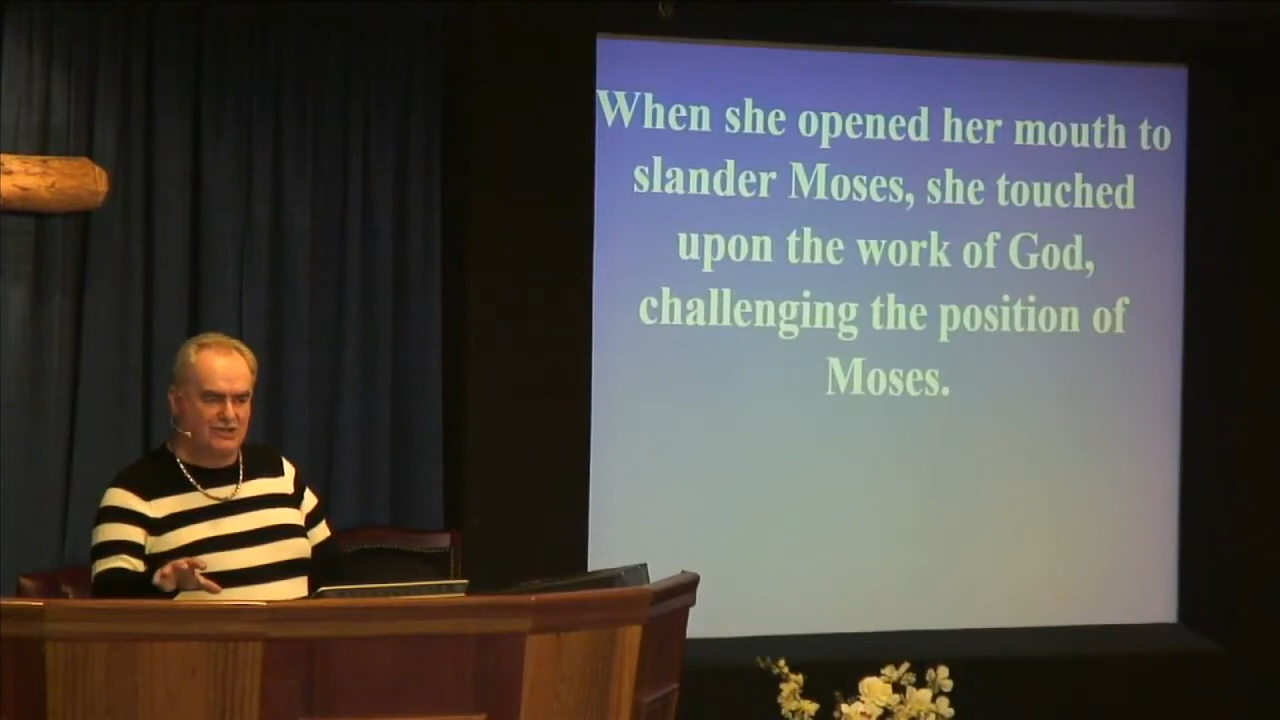 When she opened her mouth to
slander Moses, she touched
upon the work of God,
challenging the position of
Moses.